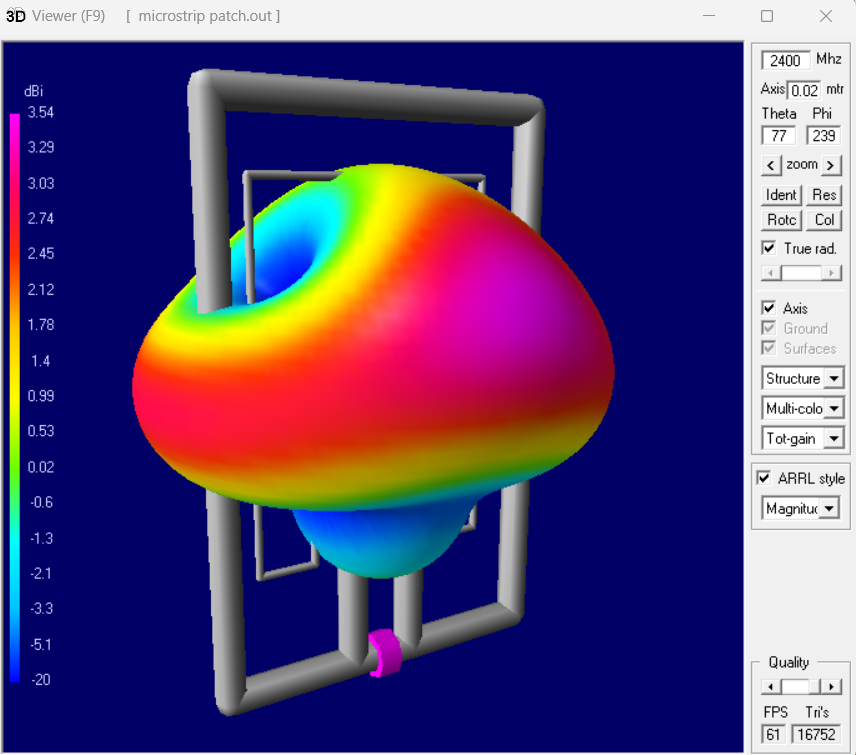 3D Viewer (F9) [ microstrip patch.out ]
dBi
3.54
3.29
3.03
2.74
2.45
2.12
1.78
1.4
0.99
0.53
0.02
-0.6
-1.3
-2.1
-3.3
-5.1
-20
2400 Mhz
Axis 0.02 mtr
Theta Phi
77 239
< zoom >
Ident Res
Rotc Col
True rad.
Axis
Ground
Surfaces
Structure
Multi-colo
Tot-gain
ARRL style
Magnituc
Quality
FPS Tri's
61 16752